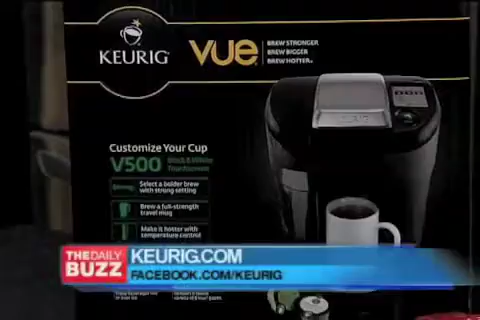 KEURIG®
vue®
BREW STRONGER
BREW BIGGER
BREW HOTTER
KEURIG
Customize Your Cup
V500
Strong
Select a bolder brew
with strong setting
Brew a full-strength
travel mug
Make it hotter with
temperature control
THE DAILY
BUZZ
KEURIG.COM
FACEBOOK.COM/KEURIG